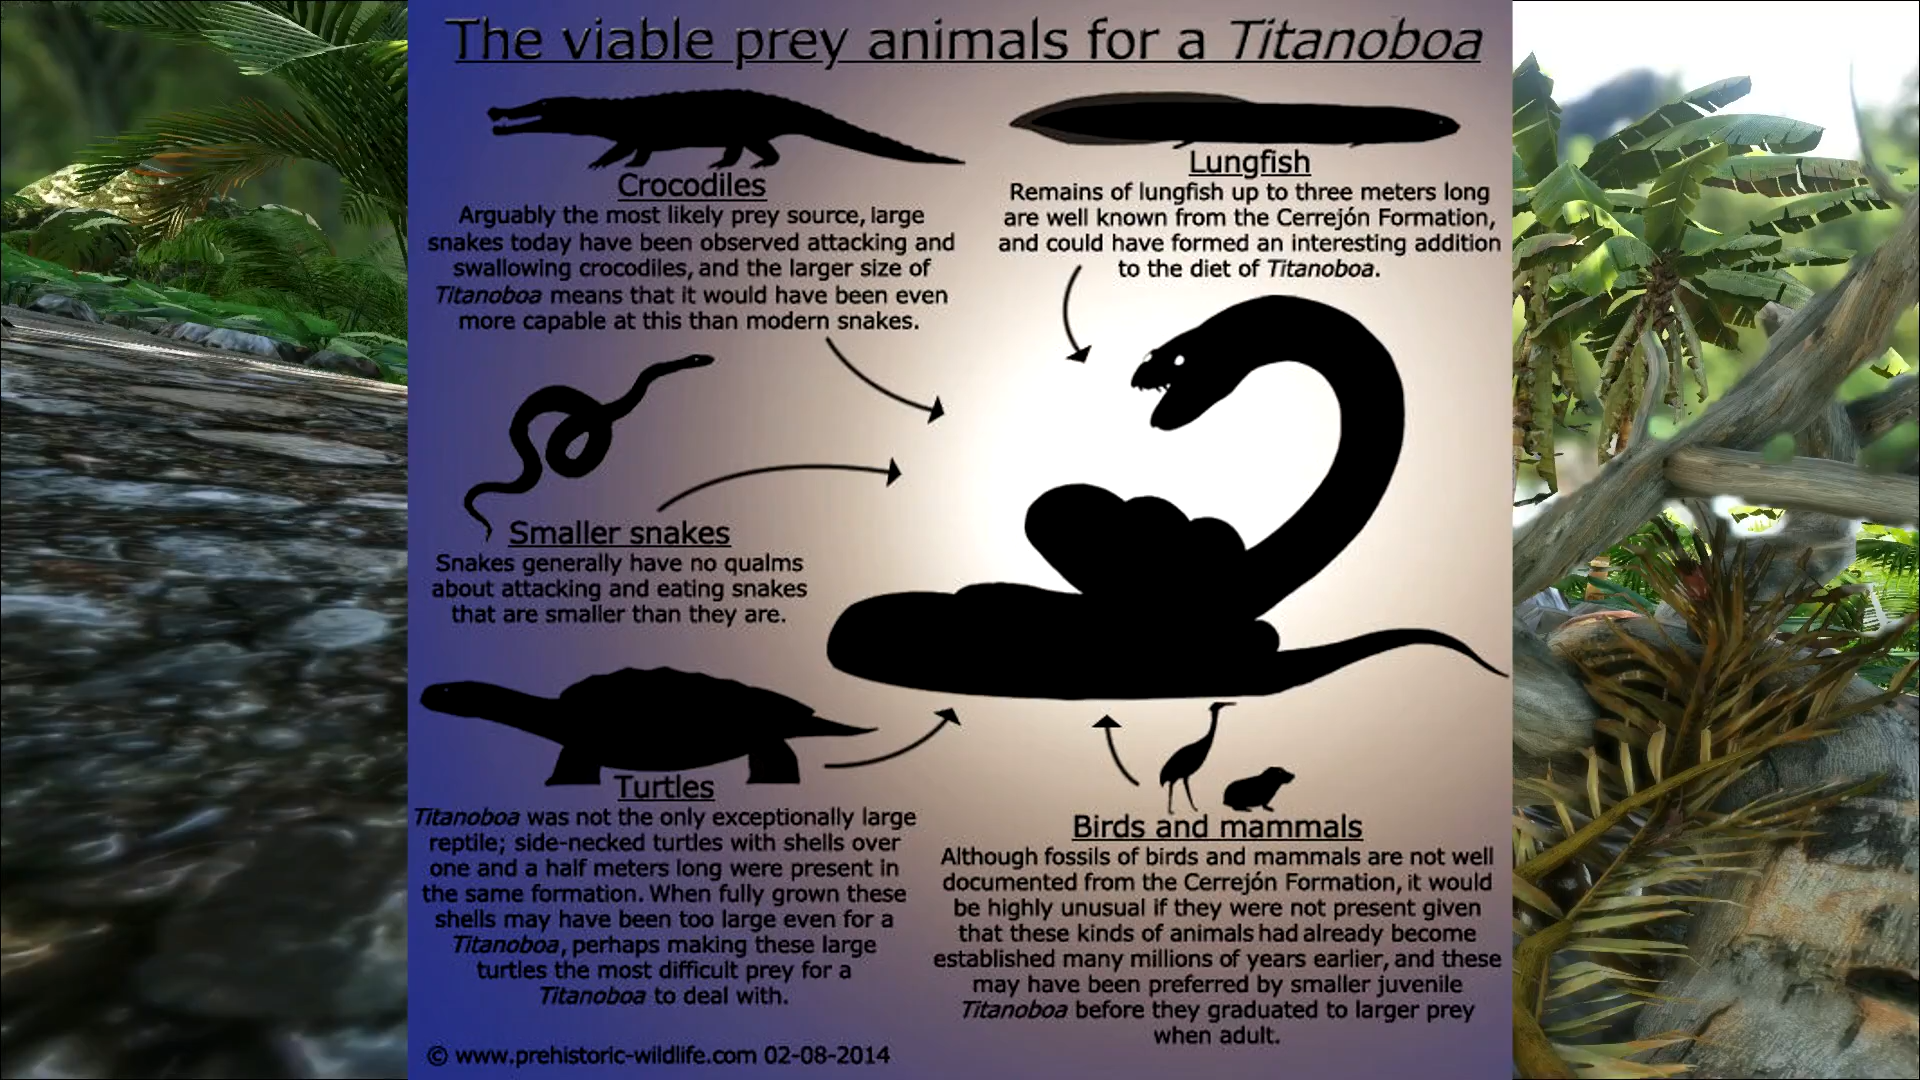 The viable prey animals for a Titanoboa
Crocodiles
Arguably the most likely prey source, large
snakes today have been observed attacking and
swallowing crocodiles, and the larger size of
Titanoboa means that it would have been even
more capable at this than modern snakes.
Lungfish
Remains of lungfish up to three meters long
are well known from the Cerrejón Formation,
and could have formed an interesting addition
to the diet of Titanoboa.
Smaller snakes
Snakes generally have no qualms
about attacking and eating snakes
that are smaller than they are.
Turtles
Titanoboa was not the only exceptionally large
reptile; side-necked turtles with shells over
one and a half meters long were present in
the same formation. When fully grown these
shells may have been too large even for a
Titanoboa, perhaps making these large
turtles the most difficult prey for a
Titanoboa to deal with.
Birds and mammals
Although fossils of birds and mammals are not well
documented from the Cerrejón Formation, it would
be highly unusual if they were not present given
that these kinds of animals had already become
established many millions of years earlier, and these
may have been preferred by smaller juvenile
Titanoboa before they graduated to larger prey
when adult.
© www.prehistoric-wildlife.com 02-08-2014